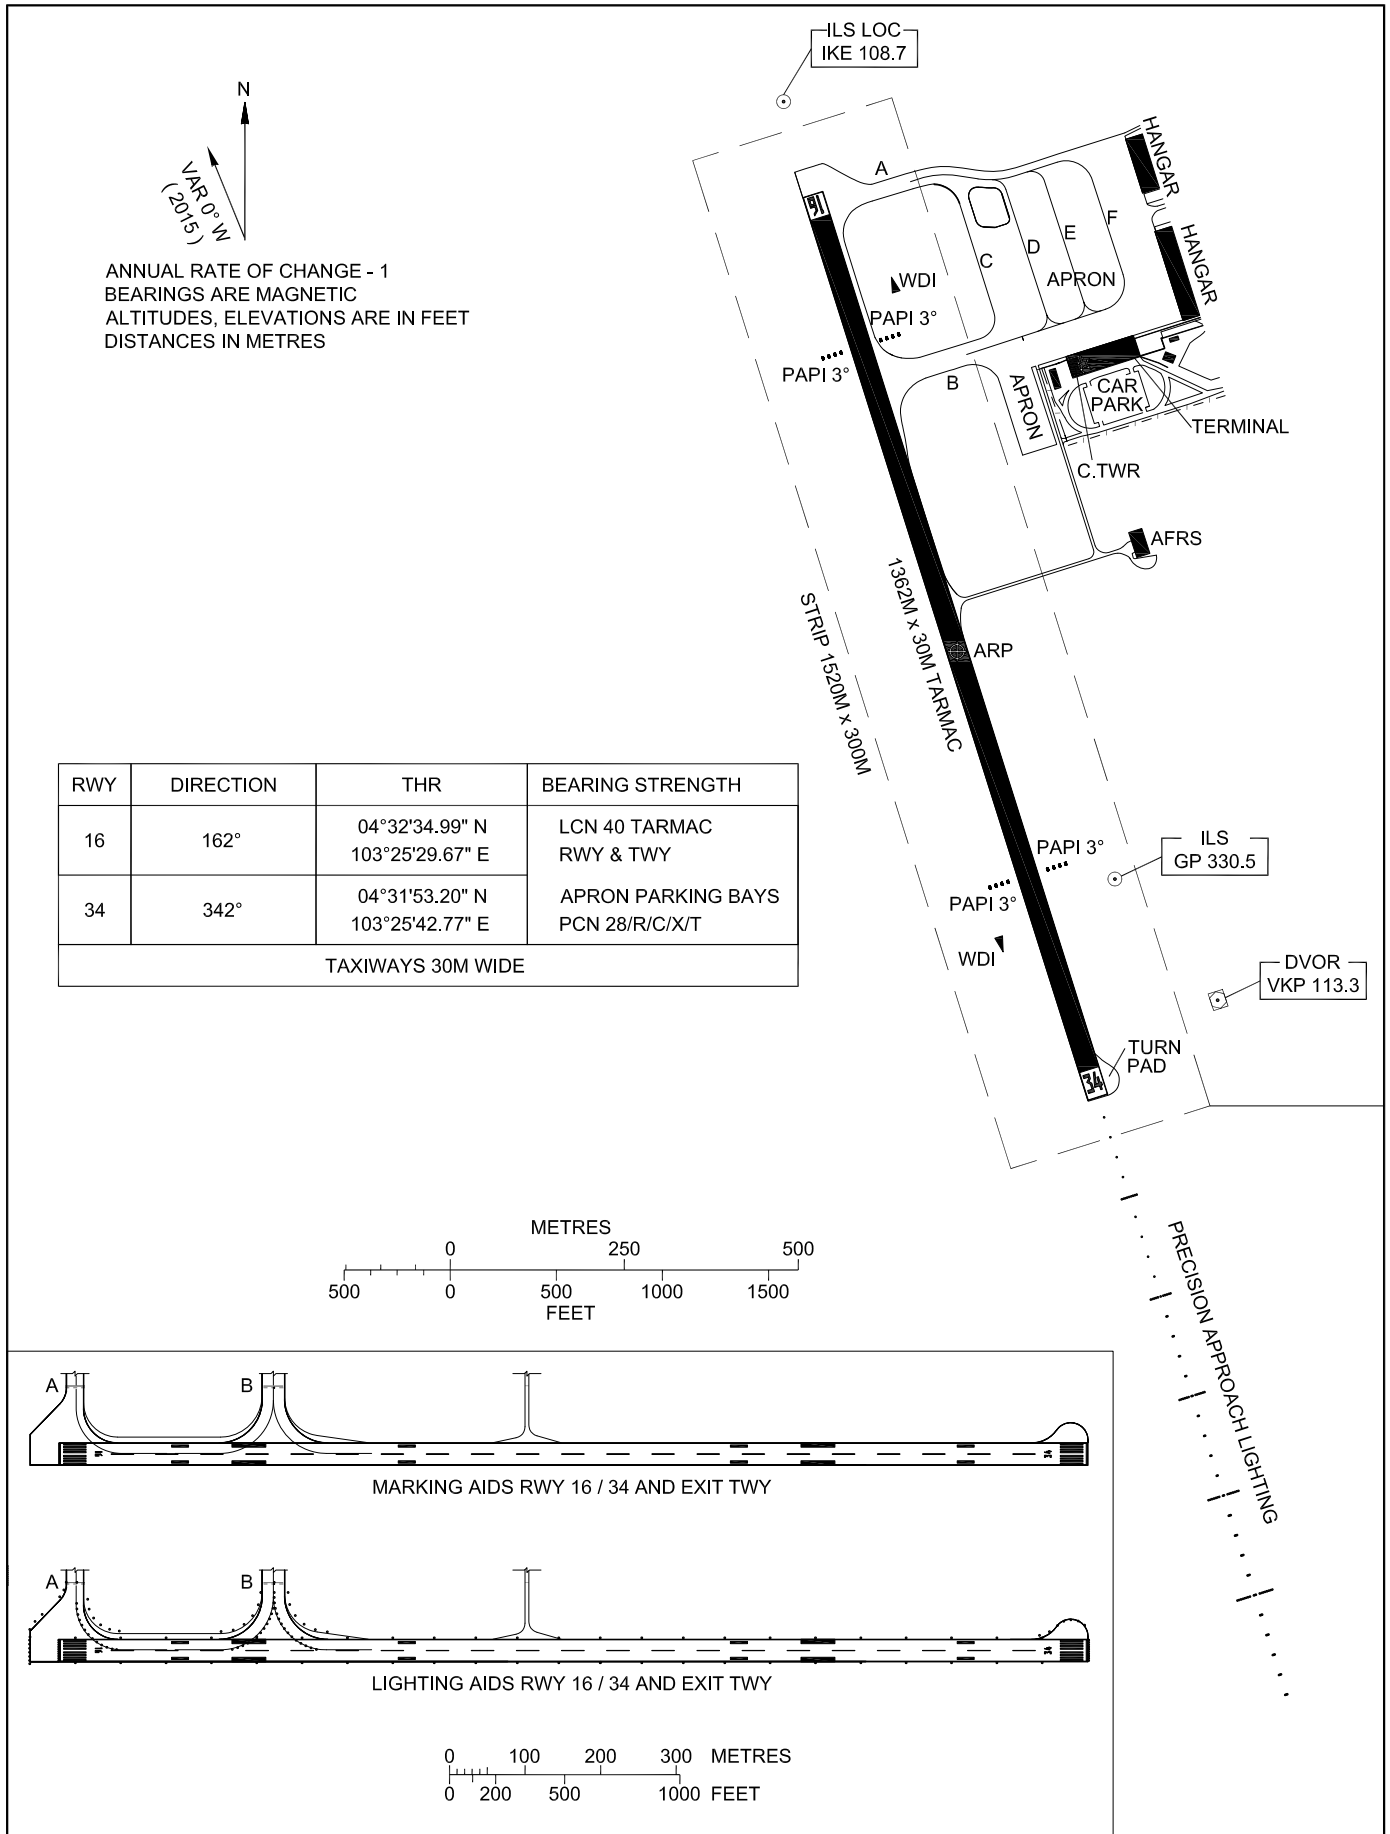 ILS LOC
IKE 108.7
N
VAR 0° W
( 2015 )
ANNUAL RATE OF CHANGE - 1
BEARINGS ARE MAGNETIC
ALTITUDES, ELEVATIONS ARE IN FEET
DISTANCES IN METRES
A
HANGAR
16
F
E
D
C
HANGAR
WDI
APRON
PAPI 3°
PAPI 3°
B
APRON
CAR
PARK
TERMINAL
C.TWR
AFRS
1362M x 30M TARMAC
STRIP 1520M x 300M
ARP
RWY DIRECTION THR BEARING STRENGTH
16 162° 04°32'34.99" N LCN 40 TARMAC
103°25'29.67" E RWY & TWY
34 342° 04°31'53.20" N APRON PARKING BAYS
103°25'42.77" E PCN 28/R/C/X/T
TAXIWAYS 30M WIDE
PAPI 3°
PAPI 3°
ILS
GP 330.5
WDI
DVOR
VKP 113.3
TURN
PAD
34
PRECISION APPROACH LIGHTING
METRES
0 250 500
500 0 500 1000 1500
FEET
A B
16 34
MARKING AIDS RWY 16 / 34 AND EXIT TWY
A B
16 34
LIGHTING AIDS RWY 16 / 34 AND EXIT TWY
0 100 200 300 METRES
0 200 500 1000 FEET